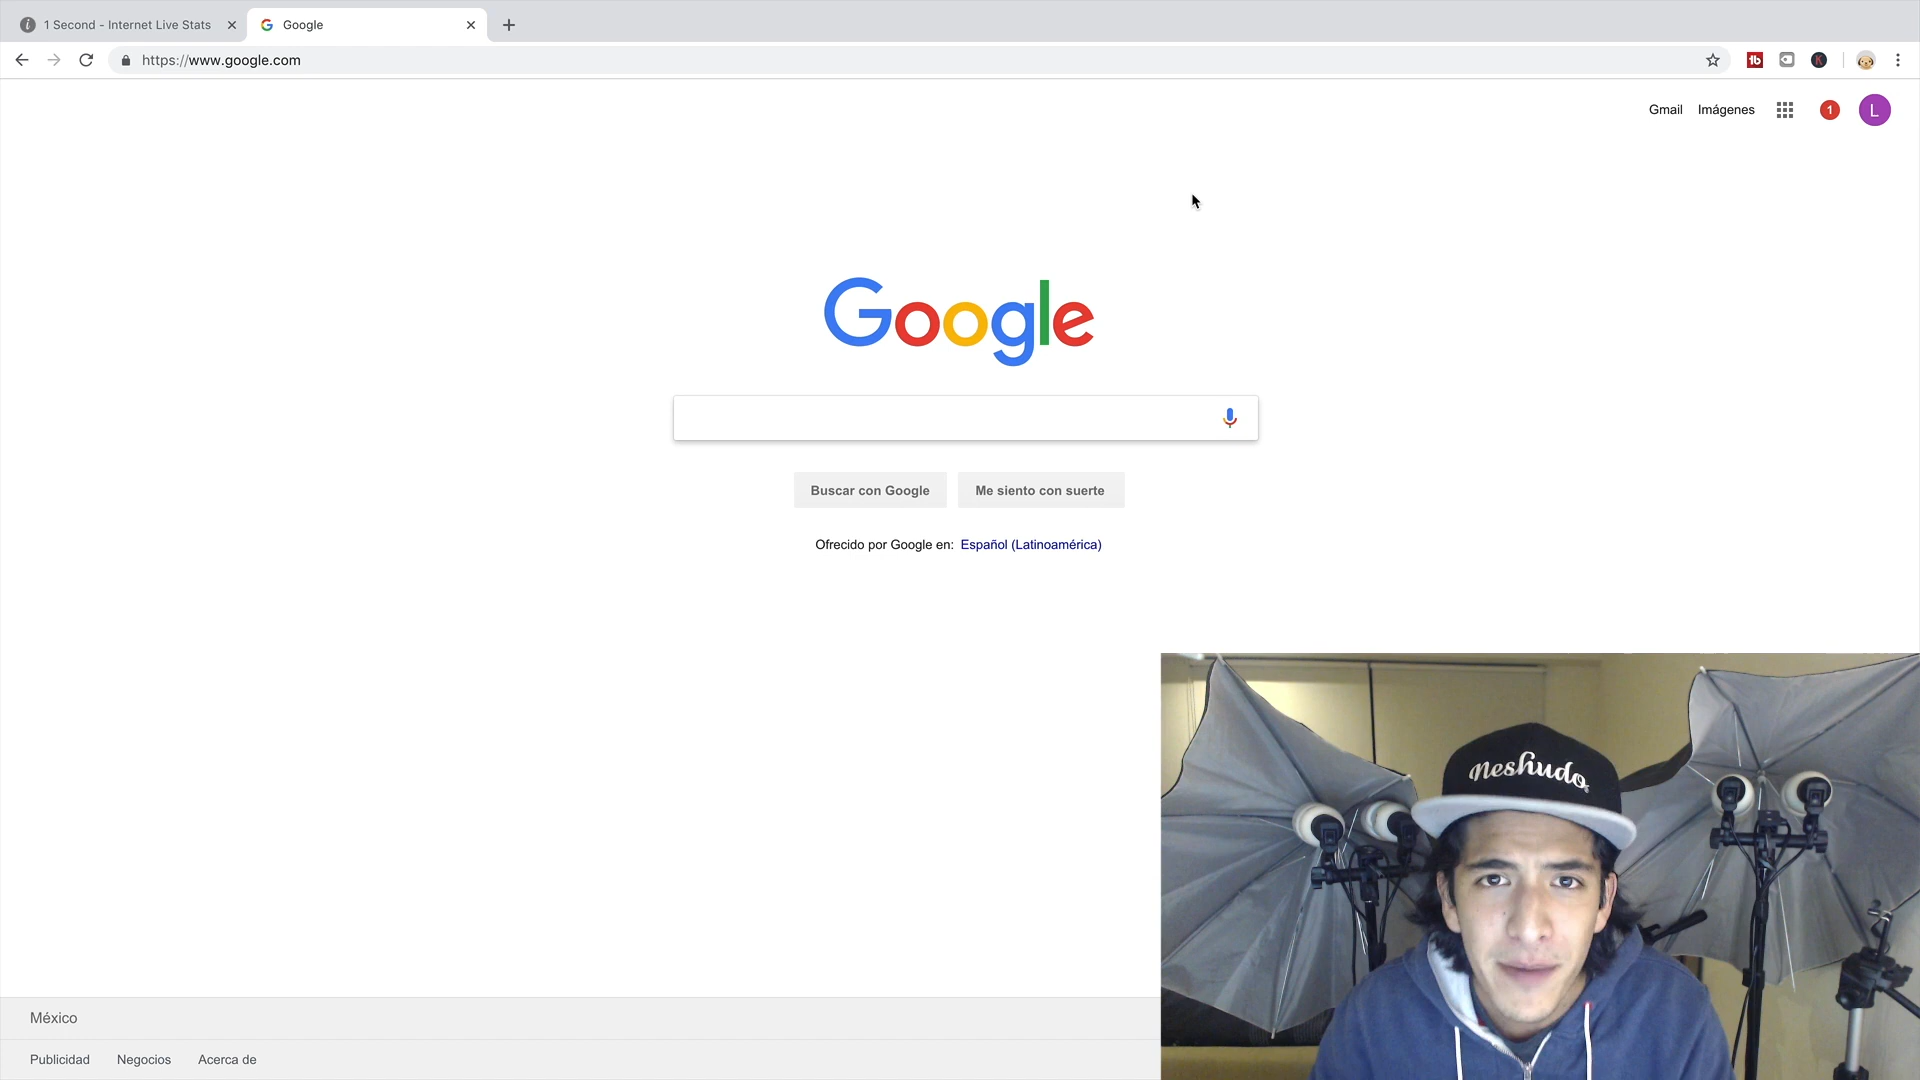 1 Second - Internet Live Stats
Google
https://www.google.com
Gmail Imágenes 1 L
Google
Buscar con Google Me siento con suerte
Ofrecido por Google en: Español (Latinoamérica)
neshudo
México
Publicidad Negocios Acerca de